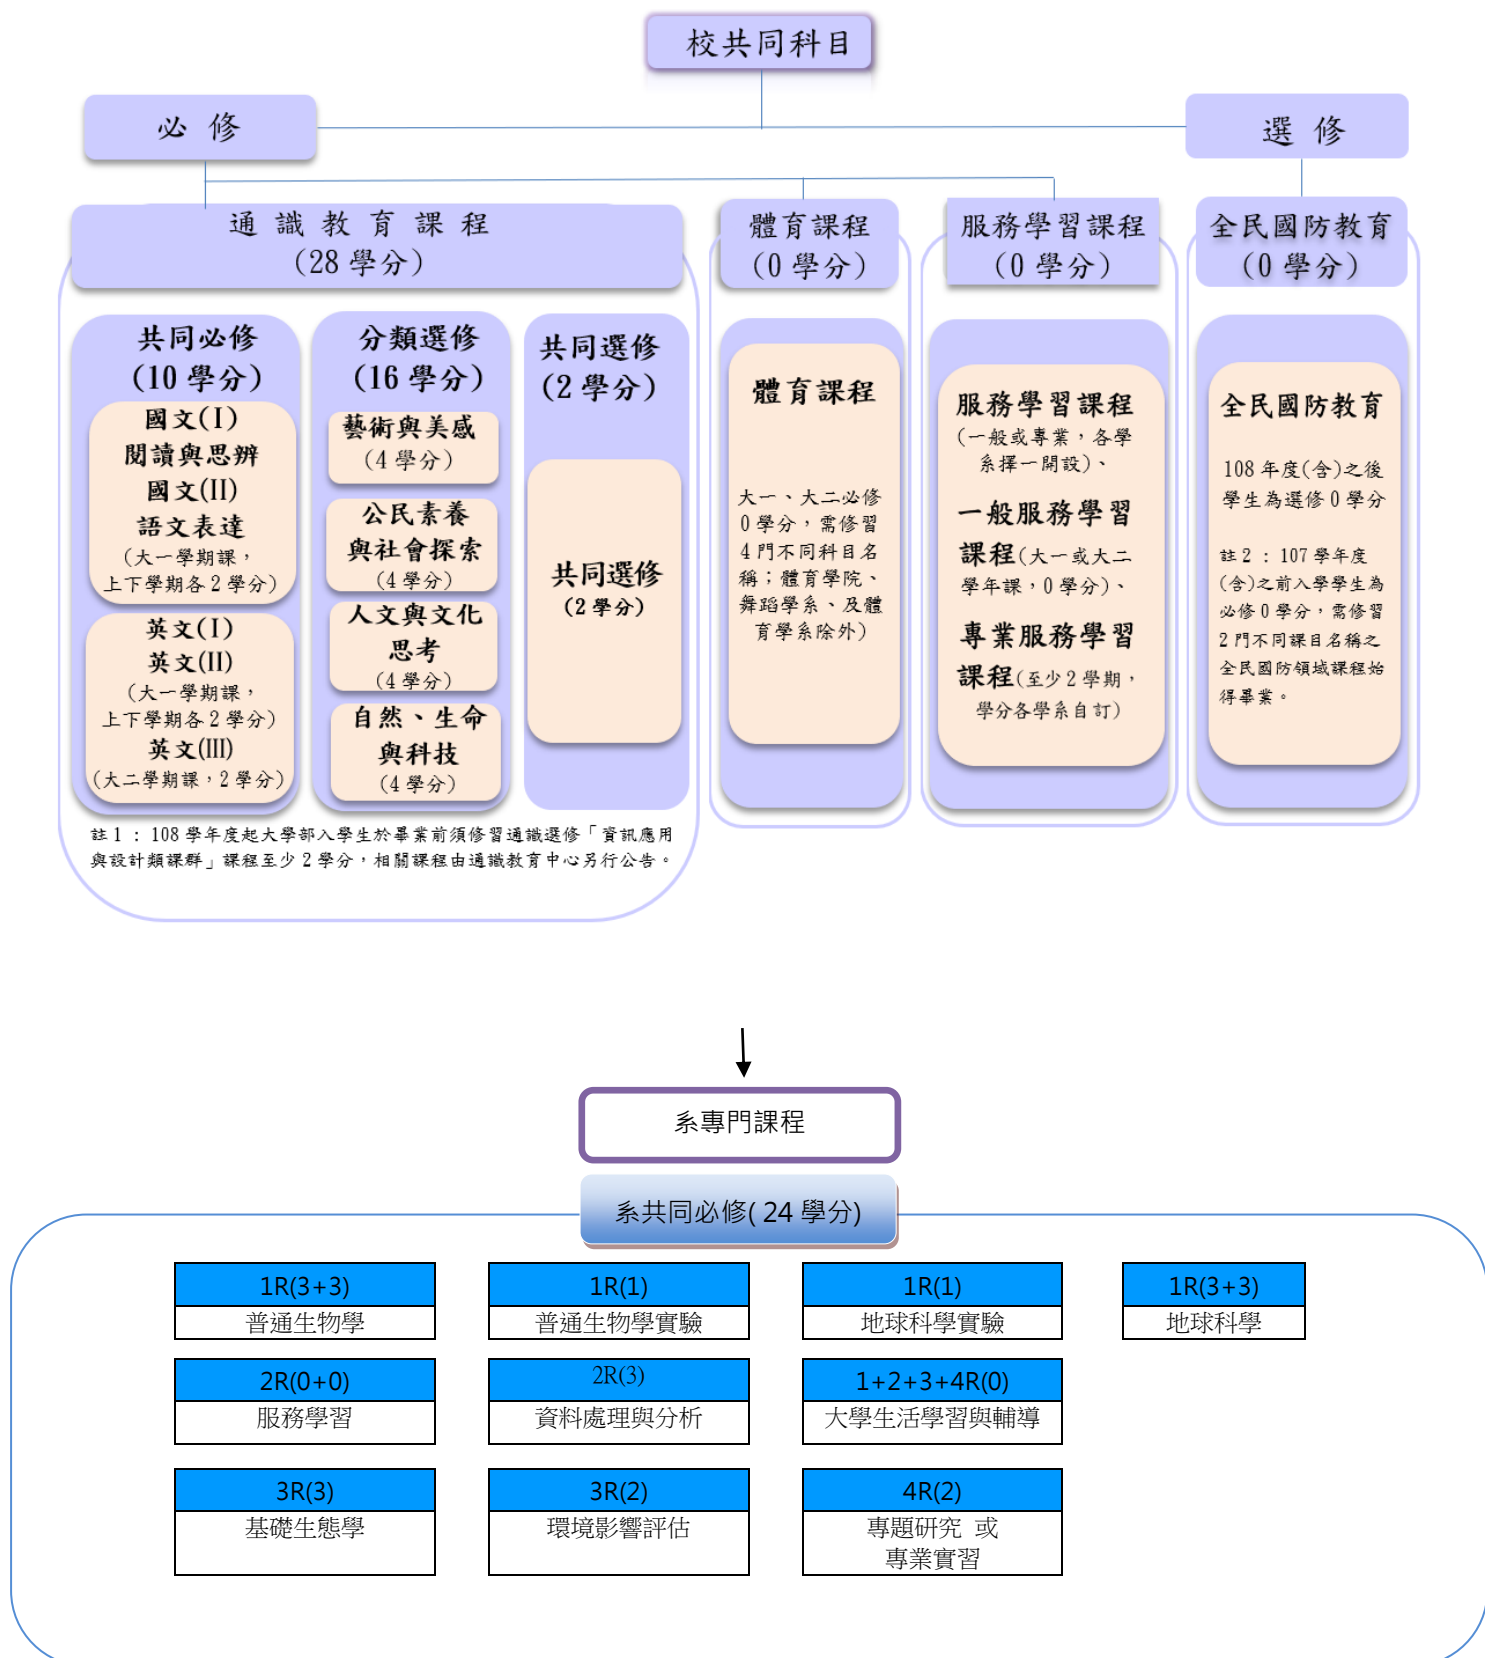 校共同科目
必 修
選 修
通 識 教 育 課 程
(28 學分)
共同必修
(10 學分)
國文(I)
閱讀與思辨
國文(II)
語文表達
(大一學期課，
上下學期各 2 學分)
英文(I)
英文(II)
(大一學期課，
上下學期各 2 學分)
英文(III)
(大二學期課，2 學分)
分類選修
(16 學分)
藝術與美感
(4 學分)
公民素養
與社會探索
(4 學分)
人文與文化
思考
(4 學分)
自然、生命
與科技
(4 學分)
共同選修
(2 學分)
共同選修
(2 學分)
註 1 : 108 學年度起大學部入學生於畢業前須修習通識選修「資訊應用
與設計類課群」課程至少 2 學分，相關課程由通識教育中心另行公告。
體育課程
(0 學分)
體育課程
大一、大二必修
0 學分，需修習
4 門不同科目名
稱；體育學院、
舞蹈學系、及體
育學系除外)
服務學習課程
(0 學分)
服務學習課程
(一般或專業，各學
系擇一開設)、
一般服務學習
課程(大一或大二
學年課，0 學分)、
專業服務學習
課程(至少 2 學期，
學分各學系自訂)
全民國防教育
(0 學分)
全民國防教育
108 年度(含)之後
學生為選修 0 學分
註 2 : 107 學年度
(含)之前入學學生為
必修 0 學分，需修習
2 門不同課目名稱之
全民國防領域課程始
得畢業。
系專門課程
系共同必修( 24 學分)
1R(3+3)
普通生物學
1R(1)
普通生物學實驗
1R(1)
地球科學實驗
1R(3+3)
地球科學
2R(0+0)
服務學習
2R(3)
資料處理與分析
1+2+3+4R(0)
大學生活學習與輔導
3R(3)
基礎生態學
3R(2)
環境影響評估
4R(2)
專題研究 或
專業實習